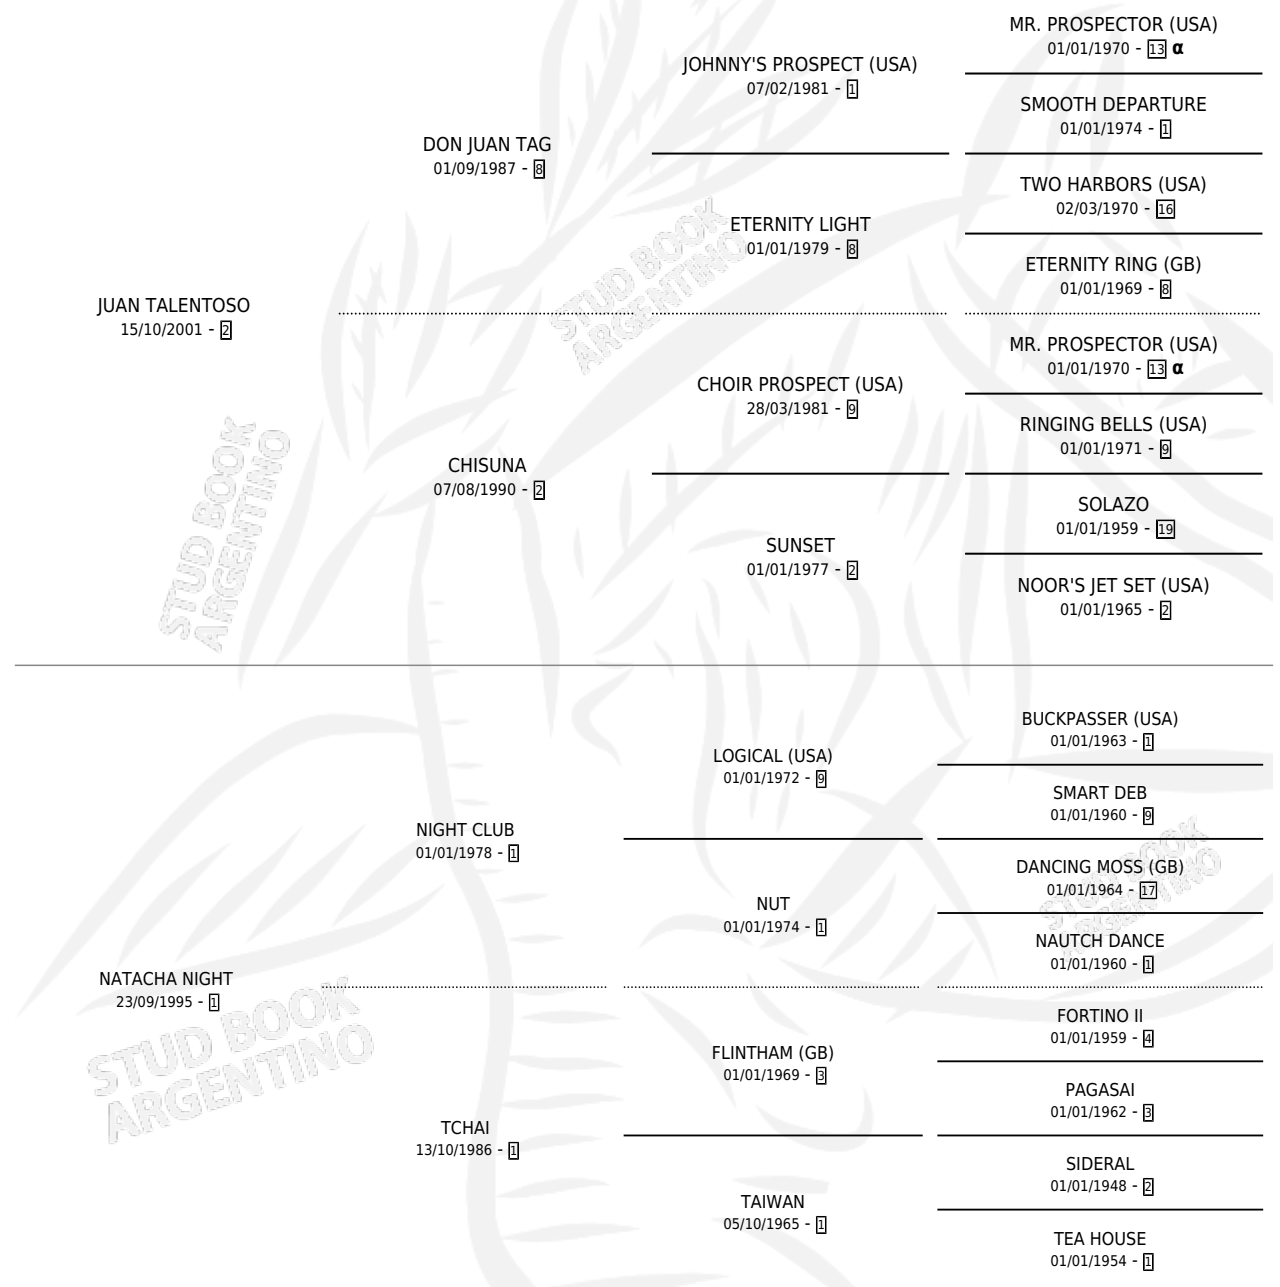 MR. PROSPECTOR (USA)
01/01/1970 - 13 α
JOHNNY'S PROSPECT (USA)
07/02/1981 - 1
SMOOTH DEPARTURE
01/01/1974 - 1
DON JUAN TAG
01/09/1987 - 8
TWO HARBORS (USA)
02/03/1970 - 16
ETERNITY LIGHT
01/01/1979 - 8
ETERNITY RING (GB)
01/01/1969 - 8
JUAN TALENTOSO
15/10/2001 - 2
MR. PROSPECTOR (USA)
01/01/1970 - 13 α
CHOIR PROSPECT (USA)
28/03/1981 - 9
RINGING BELLS (USA)
01/01/1971 - 9
CHISUNA
07/08/1990 - 2
SOLAZO
01/01/1959 - 19
SUNSET
01/01/1977 - 2
NOOR'S JET SET (USA)
01/01/1965 - 2
BUCKPASSER (USA)
01/01/1963 - 1
LOGICAL (USA)
01/01/1972 - 9
SMART DEB
01/01/1960 - 9
NIGHT CLUB
01/01/1978 - 1
DANCING MOSS (GB)
01/01/1964 - 17
NUT
01/01/1974 - 1
NAUTCH DANCE
01/01/1960 - 1
NATACHA NIGHT
23/09/1995 - 1
FORTINO II
01/01/1959 - 4
FLINTHAM (GB)
01/01/1969 - 3
PAGASAI
01/01/1962 - 3
TCHAI
13/10/1986 - 1
SIDERAL
01/01/1948 - 2
TAIWAN
05/10/1965 - 1
TEA HOUSE
01/01/1954 - 1
STUD BOOK
ARGENTINO
STUD BOOK
ARGENTINO
STUD BOOK
ARGENTINO
STUD BOOK
ARGENTINO